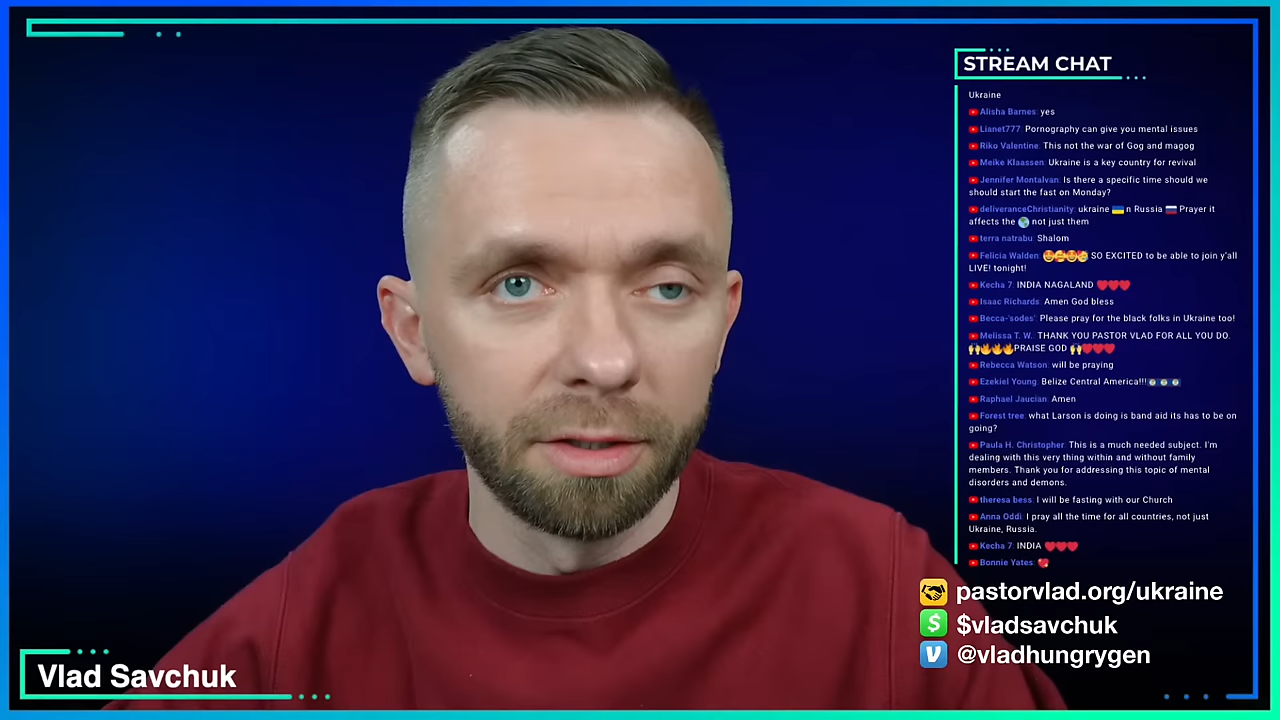 STREAM CHAT
Ukraine
Alisha Barnes: yes
Lianet777: Pornography can give you mental issues
Riko Valentine: This not the war of Gog and magog
Meike Klaassen: Ukraine is a key country for revival
Jennifer Montalvan: Is there a specific time should we
should start the fast on Monday?
deliveranceChristianity: ukraine 🇺🇦 n Russia 🇷🇺 Prayer it
affects the 🌎 not just them
terra natrabu: Shalom
Felicia Walden: 🥰🥰🥰🥰 SO EXCITED to be able to join y'all
LIVE! tonight!
Kecha 7: INDIA NAGALAND ❤️❤️❤️
Isaac Richards: Amen God bless
Becca-'sodes': Please pray for the black folks in Ukraine too!
Melissa T. W.: THANK YOU PASTOR VLAD FOR ALL YOU DO.
🙌🔥🔥🔥PRAISE GOD 🙌❤️❤️❤️
Rebecca Watson: will be praying
Ezekiel Young: Belize Central America!!!🇧🇿🇧🇿🇧🇿
Raphael Jaucian: Amen
Forest tree: what Larson is doing is band aid its has to be on
going?
Paula H. Christopher: This is a much needed subject. I'm
dealing with this very thing within and without family
members. Thank you for addressing this topic of mental
disorders and demons.
theresa bess: I will be fasting with our Church
Anna Oddi: I pray all the time for all countries, not just
Ukraine, Russia.
Kecha 7: INDIA ❤️❤️❤️
Bonnie Yates: 💖
pastorvlad.org/ukraine
$vladsavchuk
@vladhungrygen
Vlad Savchuk